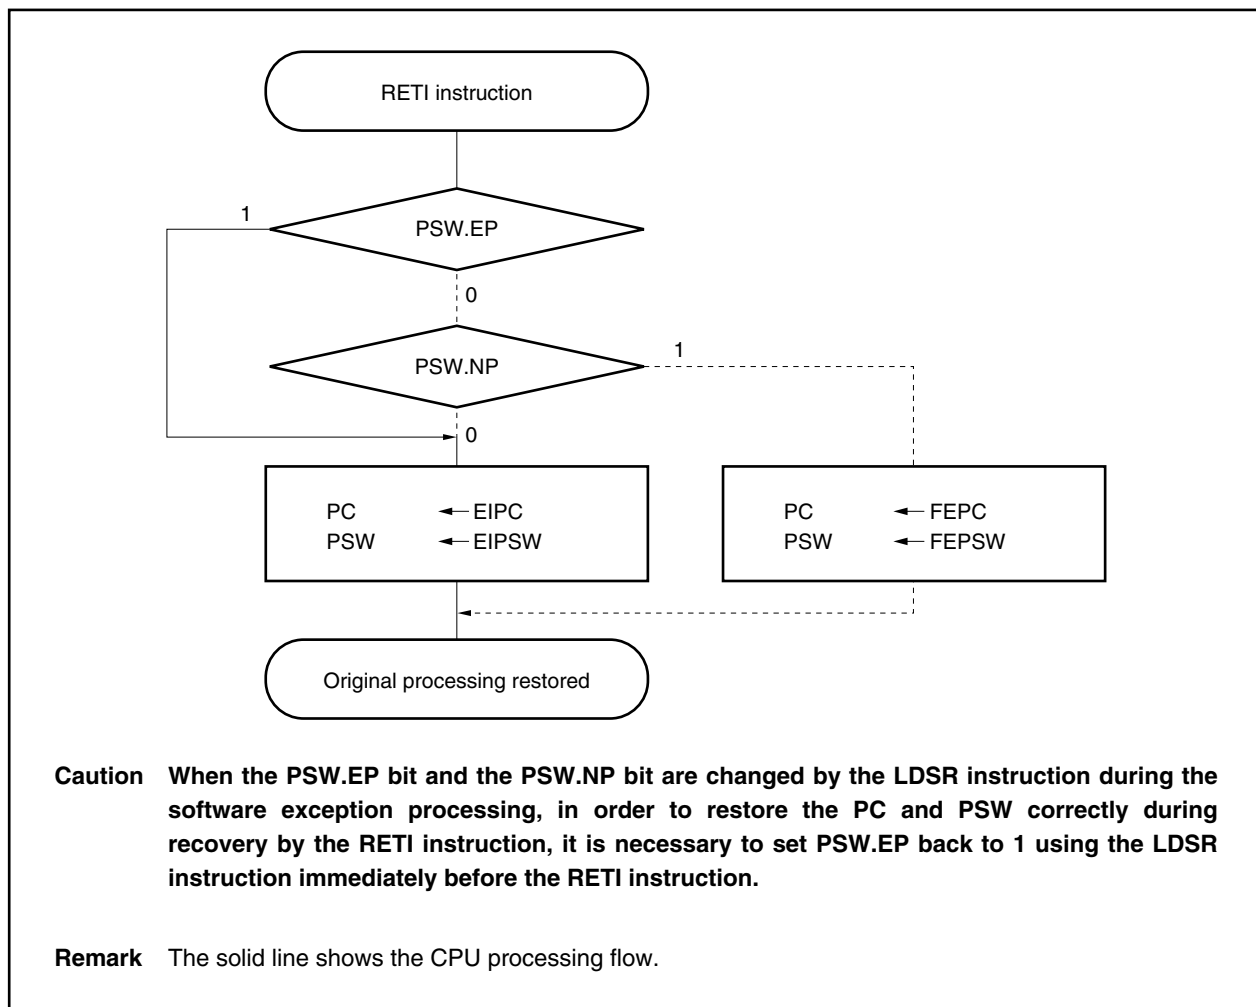 RETI instruction
1
PSW.EP
0
1
PSW.NP
0
PC ← EIPC
PSW ← EIPSW
PC ← FEPC
PSW ← FEPSW
Original processing restored
Caution When the PSW.EP bit and the PSW.NP bit are changed by the LDSR instruction during the
software exception processing, in order to restore the PC and PSW correctly during
recovery by the RETI instruction, it is necessary to set PSW.EP back to 1 using the LDSR
instruction immediately before the RETI instruction.
Remark The solid line shows the CPU processing flow.